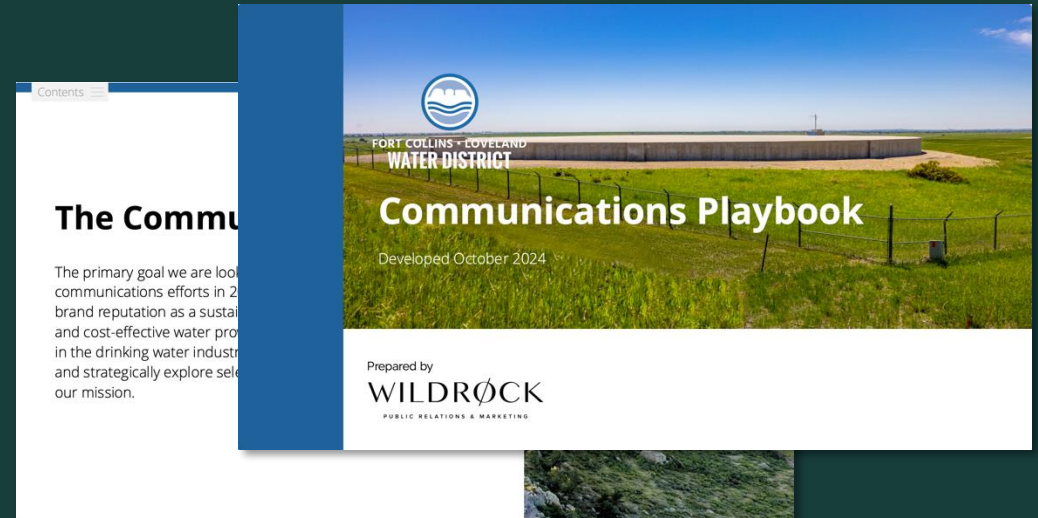 Contents
The Commu
The primary goal we are look
communications efforts in 2
brand reputation as a sustai
and cost-effective water prov
in the drinking water industr
and strategically explore sele
our mission.
FORT COLLINS • LOVELAND
WATER DISTRICT
Communications Playbook
Developed October 2024
Prepared by
WILDRØCK
PUBLIC RELATIONS & MARKETING